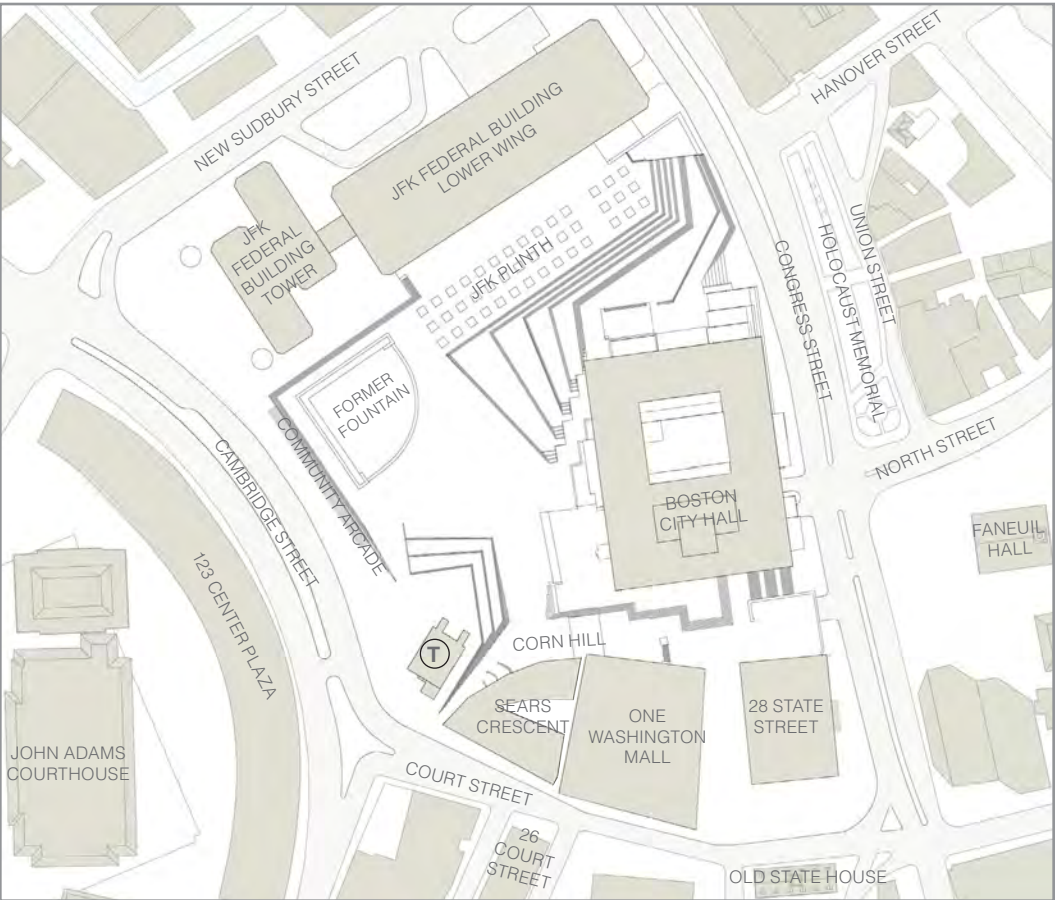 HANOVER STREET
NEW SUDBURY STREET
JFK FEDERAL BUILDING
LOWER WING
JFK
FEDERAL
BUILDING
TOWER
JFK PLINTH
UNION STREET
HOLOCAUST MEMORIAL
CONGRESS STREET
FORMER
FOUNTAIN
COMMUNITY ARCADE
CAMBRIDGE STREET
NORTH STREET
BOSTON
CITY HALL
FANEUIL
HALL
123 CENTER PLAZA
T
CORN HILL
SEARS
CRESCENT
ONE
WASHINGTON
MALL
28 STATE
STREET
JOHN ADAMS
COURTHOUSE
COURT STREET
26
COURT
STREET
OLD STATE HOUSE